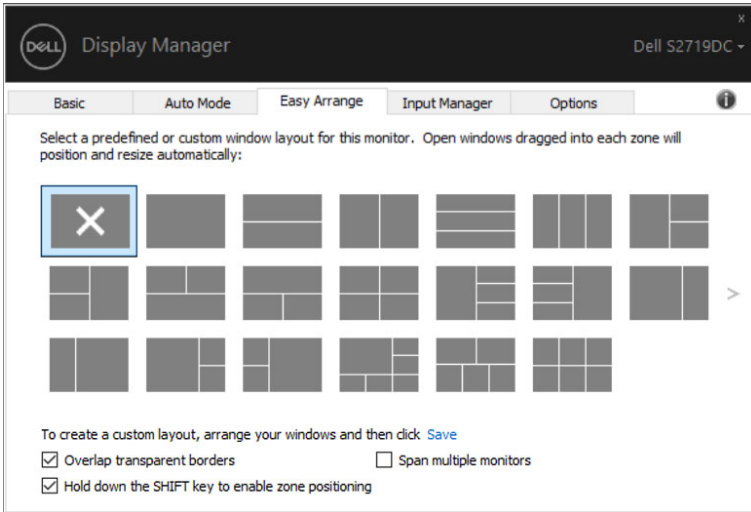 x
DELL
Display Manager
Dell S2719DC
Basic
Auto Mode
Easy Arrange
Input Manager
Options
i
Select a predefined or custom window layout for this monitor. Open windows dragged into each zone will
position and resize automatically:
>
To create a custom layout, arrange your windows and then click Save
Overlap transparent borders
Span multiple monitors
Hold down the SHIFT key to enable zone positioning